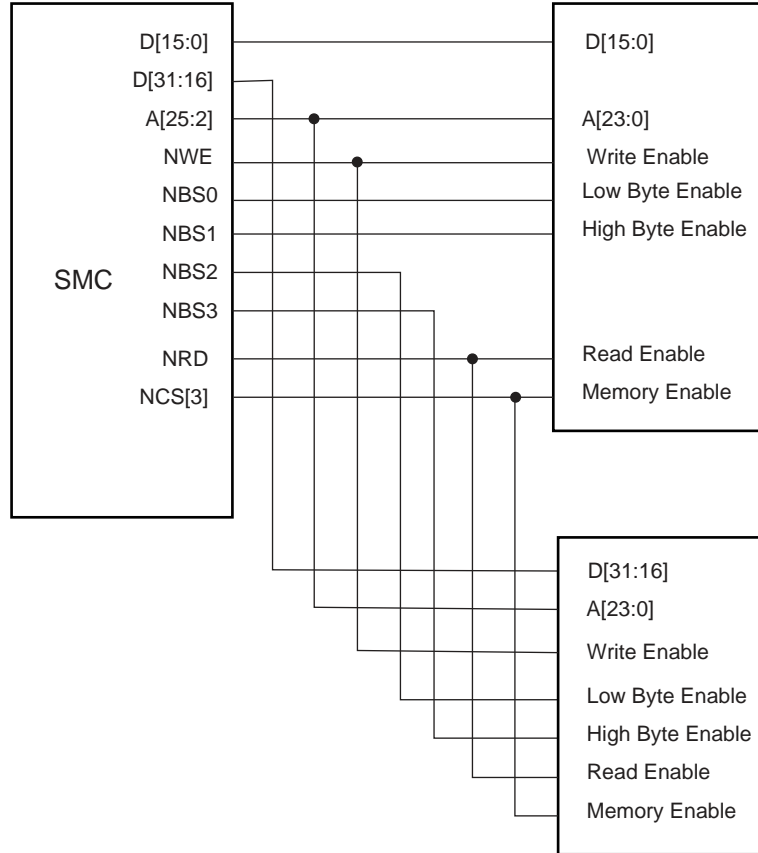 D[15:0]
D[31:16]
A[25:2]
NWE
NBS0
NBS1
NBS2
NBS3
NRD
NCS[3]
SMC
D[15:0]
A[23:0]
Write Enable
Low Byte Enable
High Byte Enable
Read Enable
Memory Enable
D[31:16]
A[23:0]
Write Enable
Low Byte Enable
High Byte Enable
Read Enable
Memory Enable